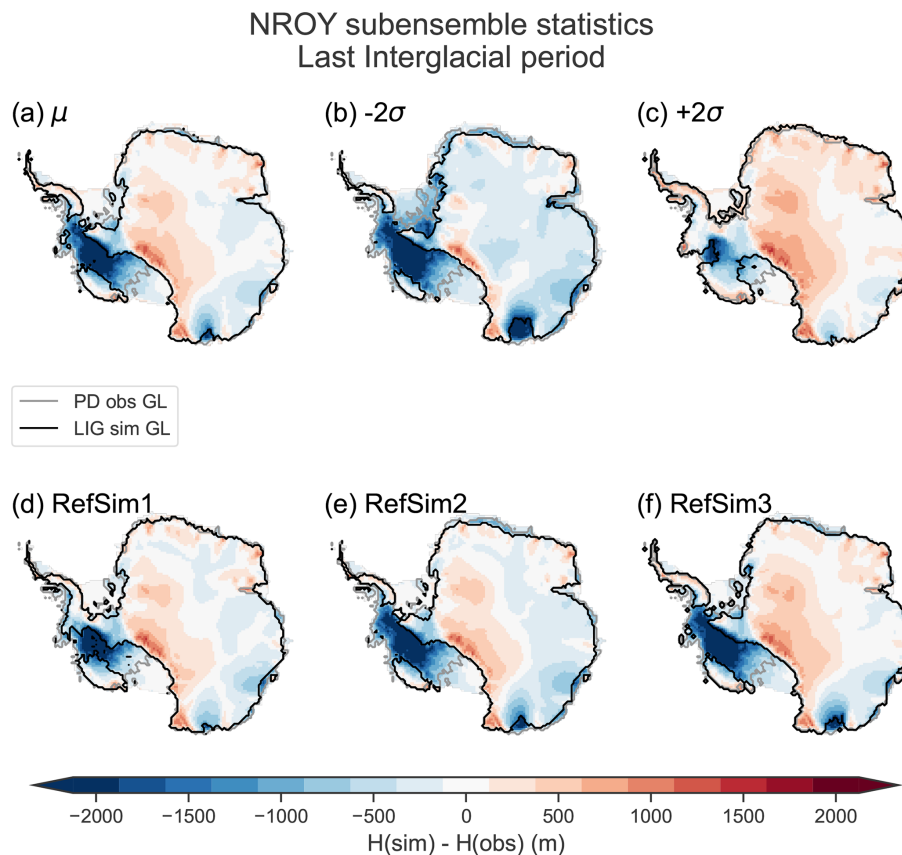 NROY subensemble statistics
Last Interglacial period
(a) μ
(b) -2σ
(c) +2σ
PD obs GL
LIG sim GL
(d) RefSim1
(e) RefSim2
(f) RefSim3
−2000 −1500 −1000 −500 0 500 1000 1500 2000
H(sim) - H(obs) (m)